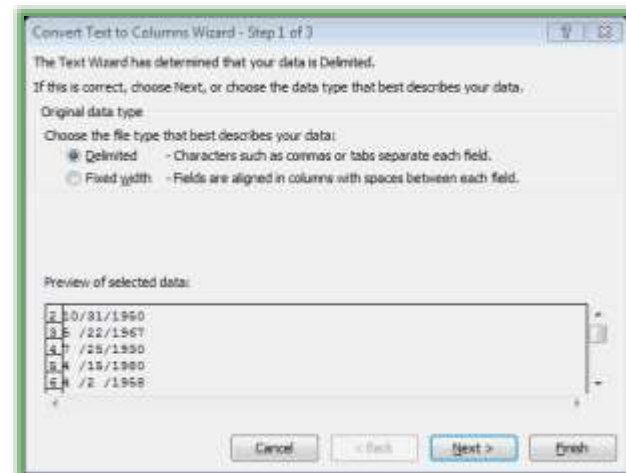 Convert Text to Columns Wizard - Step 1 of 3
The Text Wizard has determined that your data is Delimited.
If this is correct, choose Next, or choose the data type that best describes your data.
Original data type
Choose the file type that best describes your data:
Delimited - Characters such as commas or tabs separate each field.
Fixed width - Fields are aligned in columns with spaces between each field.
Preview of selected data:
2 10/31/1950
3 /22/1967
4 7 /25/1990
5 4 /15/1980
6 4 /2 /1968
Cancel < Back Next > Finish